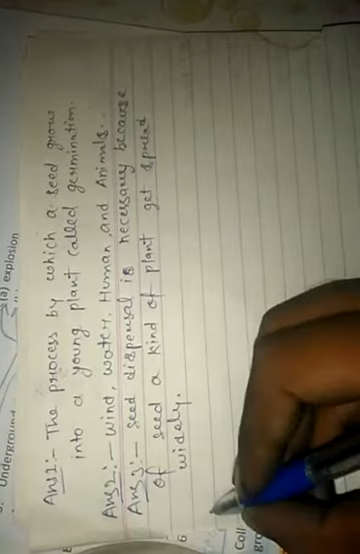 (a) explosion
Underground
Ans1:- The process by which a seed grows
into a young plant called germination.
Ans2:- Wind, water, Human, and Animals.
Ans3:- seed dispersal is necessary because
of seed a kind of plant get spread
widely.
6
Coll
gro